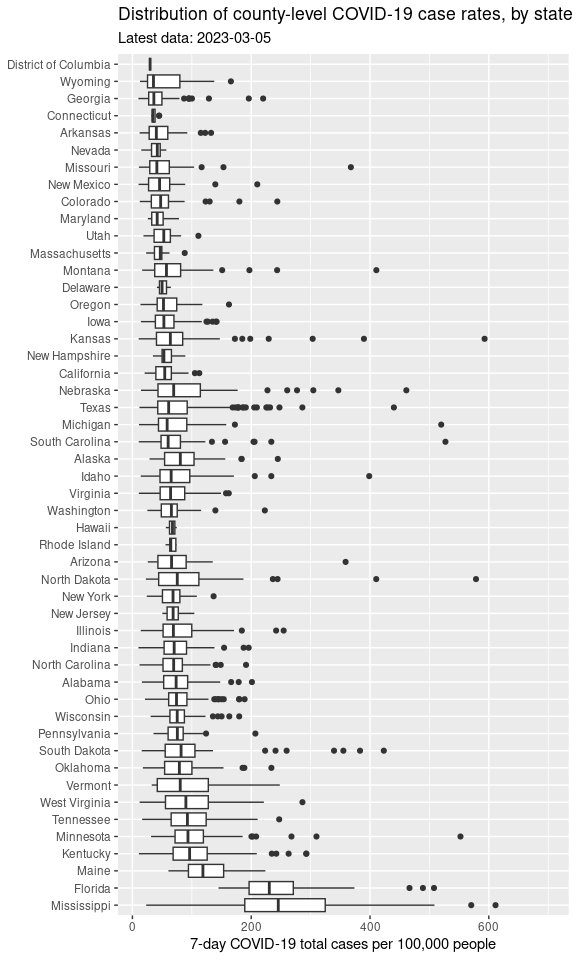 Distribution of county-level COVID-19 case rates, by state
Latest data: 2023-03-05
District of Columbia
Wyoming
Georgia
Connecticut
Arkansas
Nevada
Missouri
New Mexico
Colorado
Maryland
Utah
Massachusetts
Montana
Delaware
Oregon
Iowa
Kansas
New Hampshire
California
Nebraska
Texas
Michigan
South Carolina
Alaska
Idaho
Virginia
Washington
Hawaii
Rhode Island
Arizona
North Dakota
New York
New Jersey
Illinois
Indiana
North Carolina
Alabama
Ohio
Wisconsin
Pennsylvania
South Dakota
Oklahoma
Vermont
West Virginia
Tennessee
Minnesota
Kentucky
Maine
Florida
Mississippi
0 200 400 600
7-day COVID-19 total cases per 100,000 people